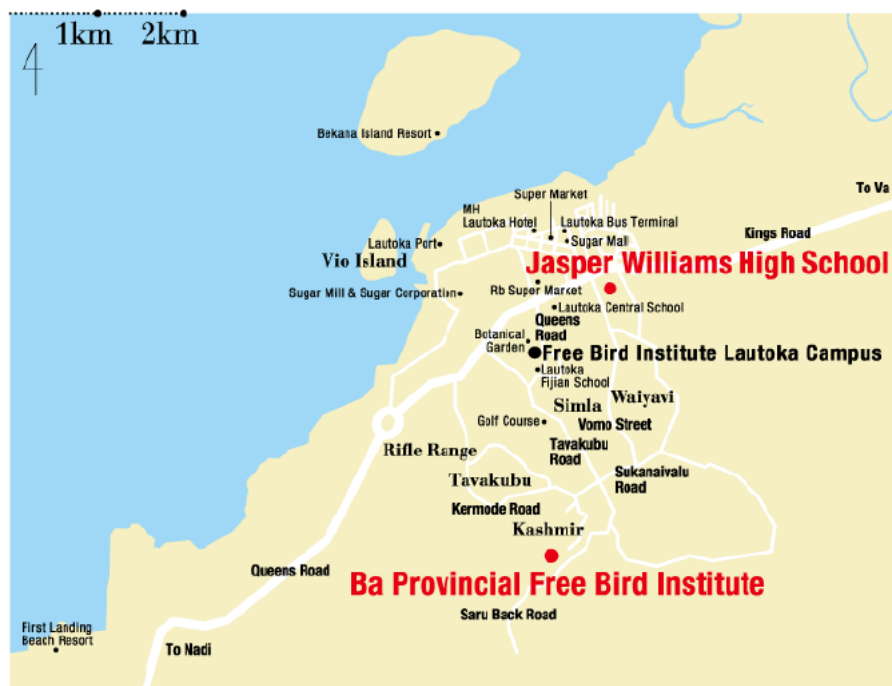 1km 2km
4
Bekana Island Resort
Super Market
To Va
MH
Lautoka Hotel
Lautoka Bus Terminal
Kings Road
Lautoka Port
Sugar Mall
Vio Island
Jasper Williams High School
Sugar Mill & Sugar Corporation
Rb Super Market
Lautoka Central School
Queens
Road
Botanical
Garden
Free Bird Institute Lautoka Campus
Lautoka
Fijian School
Waiyavi
Simla
Golf Course
Vomo Street
Rifle Range
Tavakubu
Road
Sukanaivalu
Road
Tavakubu
Kermode Road
Kashmir
Queens Road
Ba Provincial Free Bird Institute
Saru Back Road
First Landing
Beach Resort
To Nadi